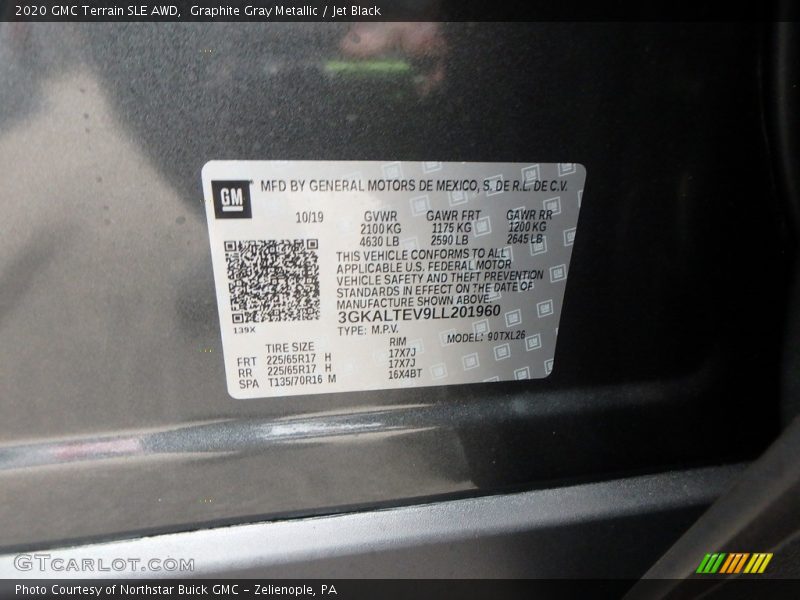 2020 GMC Terrain SLE AWD,  Graphite Gray Metallic / Jet Black
GM
MFD BY GENERAL MOTORS DE MEXICO, S. DE R.L. DE C.V.
10/19 GVWR GAWR FRT GAWR RR
2100 KG 1175 KG 1200 KG
4630 LB 2590 LB 2645 LB
THIS VEHICLE CONFORMS TO ALL
APPLICABLE U.S. FEDERAL MOTOR
VEHICLE SAFETY AND THEFT PREVENTION
STANDARDS IN EFFECT ON THE DATE OF
MANUFACTURE SHOWN ABOVE.
3GKALTEV9LL201960
139X
TYPE: M.P.V. MODEL: 90TXL26
TIRE SIZE RIM
FRT 225/65R17 H 17X7J
RR 225/65R17 H 17X7J
SPA T135/70R16 M 16X4BT
GTCARLOT.COM
Photo Courtesy of Northstar Buick GMC - Zelienople, PA